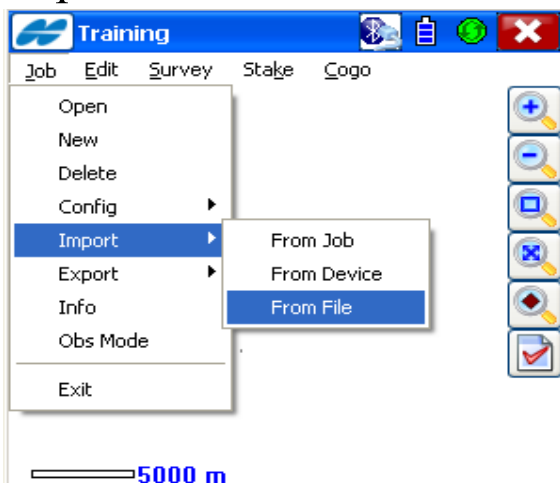 Training
Job Edit Survey Stake Cogo
Open
New
Delete
Config
Import
From Job
From Device
From File
Export
Info
Obs Mode
Exit
5000 m